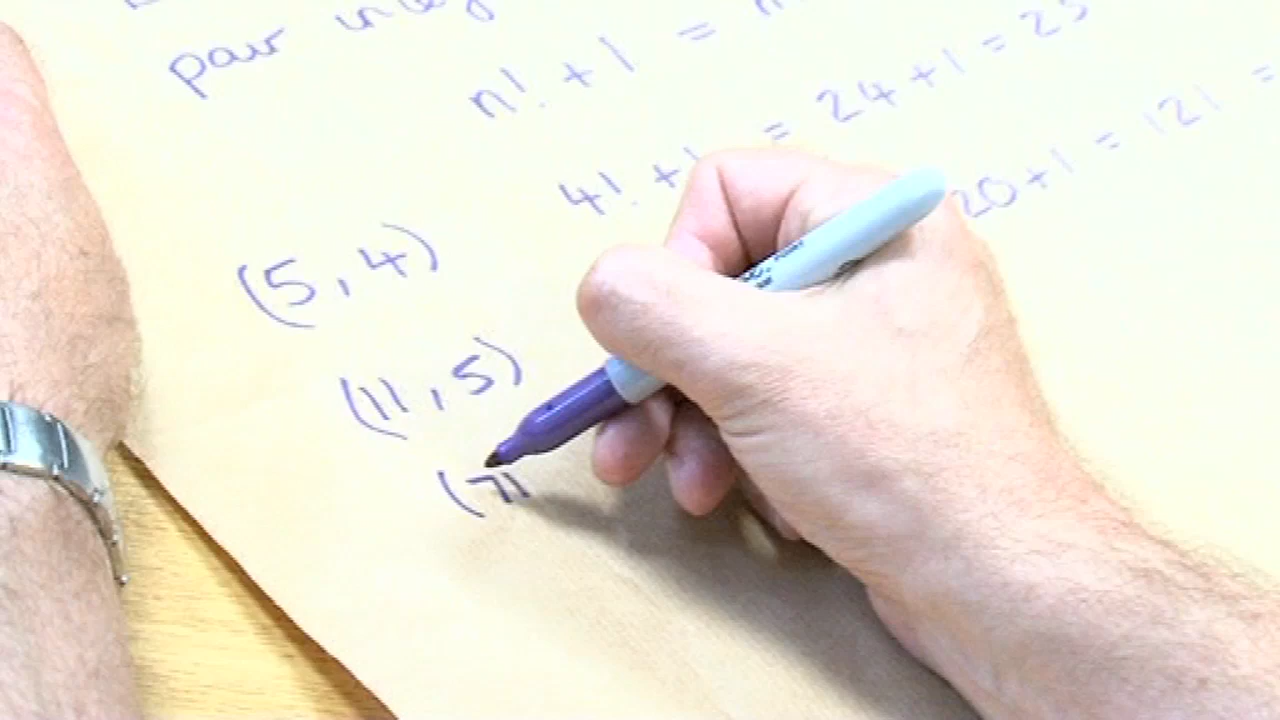 pair
n! + 1 =
4! + 1 = 24 + 1 = 25
20 + 1 = 121 =
(5, 4)
(11, 5)
(71